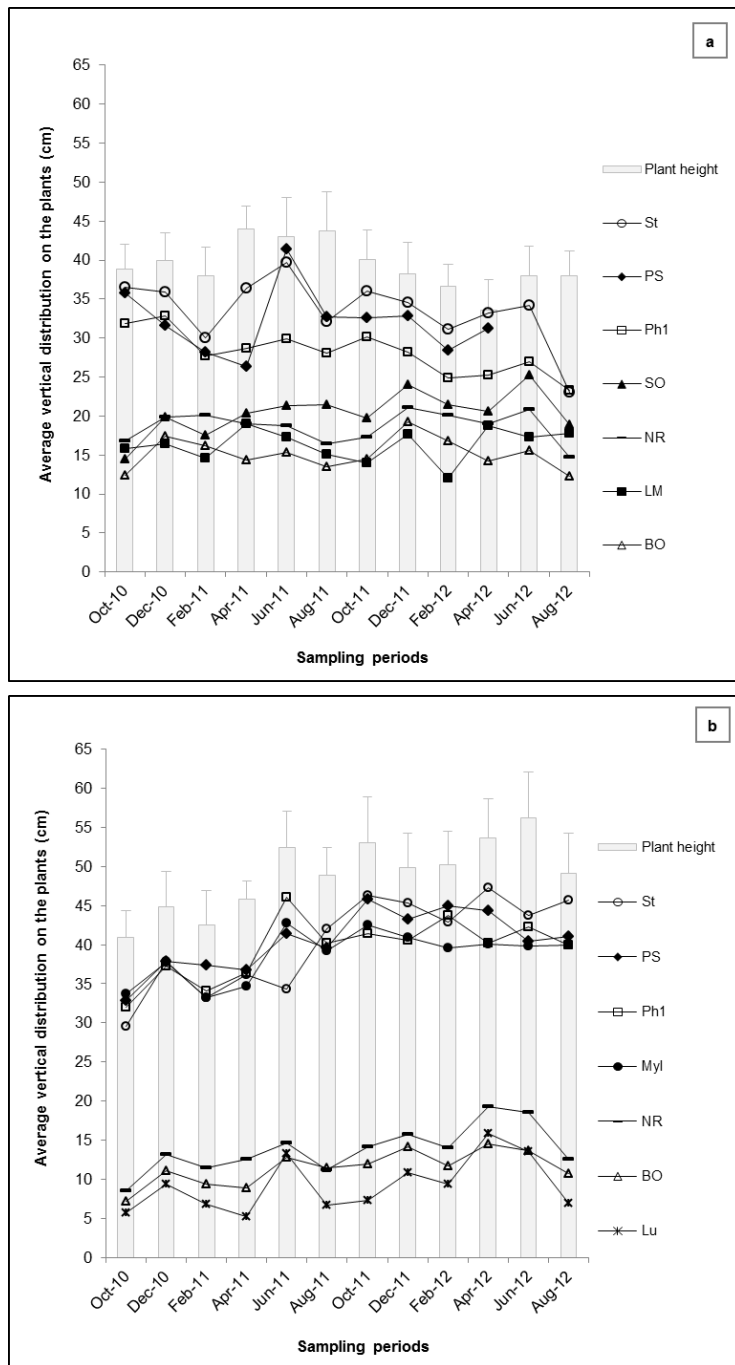 a
Average vertical distribution on the plants (cm)
65
60
55
50
45
40
35
30
25
20
15
10
5
0
Oct-10
Dec-10
Feb-11
Apr-11
Jun-11
Aug-11
Oct-11
Dec-11
Feb-12
Apr-12
Jun-12
Aug-12
Sampling periods
Plant height
St
PS
Ph1
SO
NR
LM
BO
b
Average vertical distribution on the plants (cm)
65
60
55
50
45
40
35
30
25
20
15
10
5
0
Oct-10
Dec-10
Feb-11
Apr-11
Jun-11
Aug-11
Oct-11
Dec-11
Feb-12
Apr-12
Jun-12
Aug-12
Sampling periods
Plant height
St
PS
Ph1
Myl
NR
BO
Lu